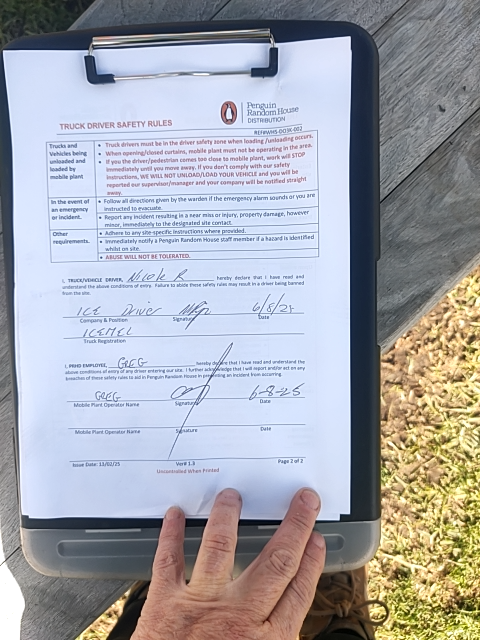 Penguin
Random House
DISTRIBUTION
TRUCK DRIVER SAFETY RULES
REF#WHS-DO3X-002
Trucks and Vehicles being unloaded and loaded by mobile plant
• Truck drivers must be in the driver safety zone when loading /unloading occurs.
• When opening/closed curtains, mobile plant must not be operating in the area.
• If you the driver/pedestrian comes too close to mobile plant, work will STOP
immediately until you move away. If you don't comply with our safety
instructions, WE WILL NOT UNLOAD/LOAD YOUR VEHICLE and you will be
reported our supervisor/manager and your company will be notified straight
away.
In the event of an emergency or incident.
• Follow all directions given by the warden if the emergency alarm sounds or you are
instructed to evacuate.
• Report any incident resulting in a near miss or injury, property damage, however
minor, immediately to the designated site contact.
Other requirements.
• Adhere to any site-specific instructions where provided.
• Immediately notify a Penguin Random House staff member if a hazard is identified
whilst on site.
• ABUSE WILL NOT BE TOLERATED.
I, TRUCK/VEHICLE DRIVER, Nicole R hereby declare that I have read and
understand the above conditions of entry. Failure to abide these safety rules may result in a driver being banned
from the site.
ICE Driver 6/8/25
Company & Position Signature Date
ICEMEL
Truck Registration
I, PRHD EMPLOYEE, GREG hereby declare that I have read and understand the
above conditions of entry of any driver entering our site. I further acknowledge that I will report and/or act on any
breaches of these rules to aid in Penguin Random House in preventing an incident from occurring.
GREG 6-8-25
Mobile Plant Operator Name Signature Date
Mobile Plant Operator Name Signature Date
Issue Date: 13/02/25 Ver# 1.3 Page 2 of 2
Uncontrolled When Printed